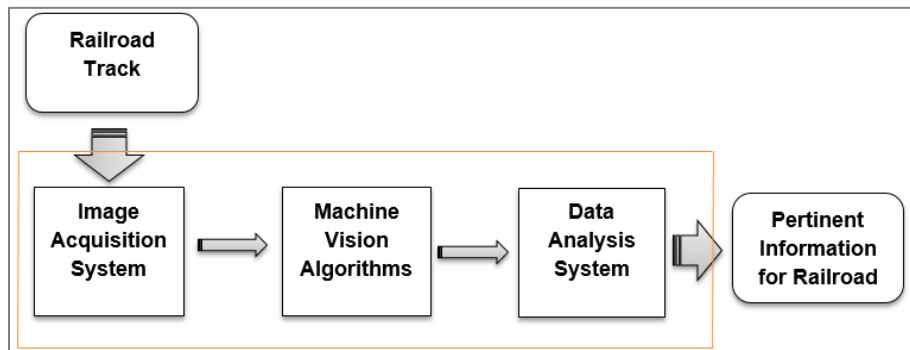 Railroad
Track
Image
Acquisition
System
Machine
Vision
Algorithms
Data
Analysis
System
Pertinent
Information
for Railroad